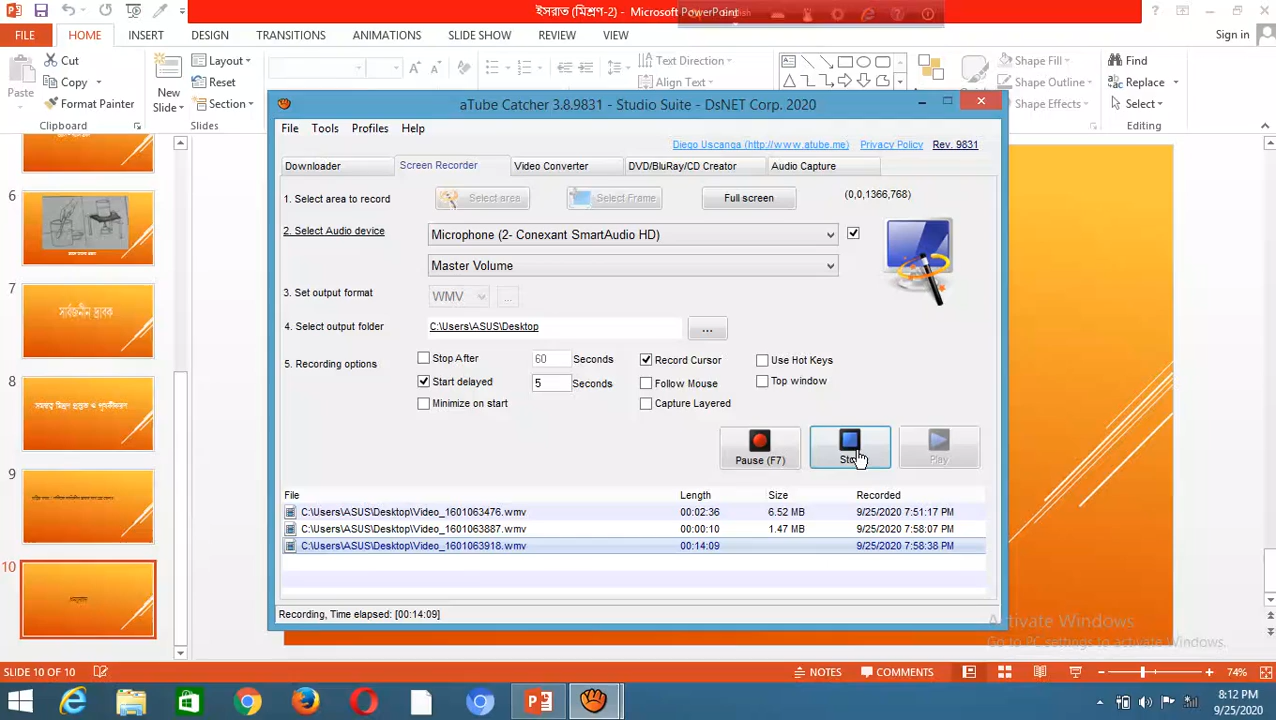 ইসরাত (মিশ্রণ-2) - Microsoft PowerPoint
english
FILE
HOME
INSERT
DESIGN
TRANSITIONS
ANIMATIONS
SLIDE SHOW
REVIEW
VIEW
Sign in
Paste
Cut
Copy
Format Painter
Clipboard
New
Slide
Layout
Reset
Section
Slides
Text Direction
Align Text
Shape Fill
Shape Outline
Shape Effects
Find
Replace
Select
Editing
aTube Catcher 3.8.9831 - Studio Suite - DsNET Corp. 2020
File Tools Profiles Help
Diego Uscanga (http://www.atube.me) Privacy Policy Rev. 9831
Downloader Screen Recorder Video Converter DVD/BluRay/CD Creator Audio Capture
1. Select area to record Select area Select Frame Full screen (0,0,1366,768)
2. Select Audio device Microphone (2- Conexant SmartAudio HD)
Master Volume
3. Set output format WMV ...
4. Select output folder C:\Users\ASUS\Desktop ...
5. Recording options
Stop After 60 Seconds Record Cursor Use Hot Keys
Start delayed 5 Seconds Follow Mouse Top window
Minimize on start Capture Layered
Pause (F7) Play
File Length Size Recorded
C:\Users\ASUS\Desktop\Video_1601063476.wmv 00:02:36 6.52 MB 9/25/2020 7:51:17 PM
C:\Users\ASUS\Desktop\Video_1601063887.wmv 00:00:10 1.47 MB 9/25/2020 7:58:07 PM
C:\Users\ASUS\Desktop\Video_1601063918.wmv 00:14:09 9/25/2020 7:58:38 PM
Recording, Time elapsed: [00:14:09]
6
7
সার্বজনীন দ্রাবক
8
সমসত্ব মিশ্রণ প্রস্তুত ও পৃথকীকরণ
9
10
Activate Windows
Go to PC settings to activate Windows.
SLIDE 10 OF 10
NOTES COMMENTS 74%
8:12 PM
9/25/2020